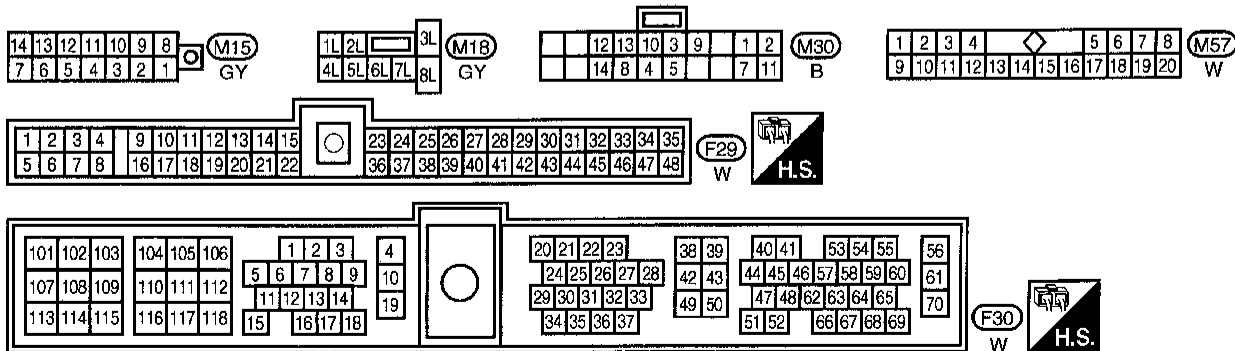 14 13 12 11 10 9 8
7 6 5 4 3 2 1
M15
GY
1L 2L 3L
4L 5L 6L 7L 8L
M18
GY
12 13 10 3 9 1 2
14 8 4 5 7 11
M30
B
1 2 3 4 5 6 7 8
9 10 11 12 13 14 15 16 17 18 19 20
M57
W
1 2 3 4 9 10 11 12 13 14 15 23 24 25 26 27 28 29 30 31 32 33 34 35
5 6 7 8 16 17 18 19 20 21 22 36 37 38 39 40 41 42 43 44 45 46 47 48
F29
W
H.S.
101 102 103 104 105 106 1 2 3 4 20 21 22 23 38 39 40 41 53 54 55 56
107 108 109 110 111 112 5 6 7 8 9 10 24 25 26 27 28 42 43 44 45 46 57 58 59 60 61
113 114 115 116 117 118 11 12 13 14 19 29 30 31 32 33 49 50 47 48 62 63 64 65 70
15 16 17 18 34 35 36 37 51 52 66 67 68 69
F30
W
H.S.